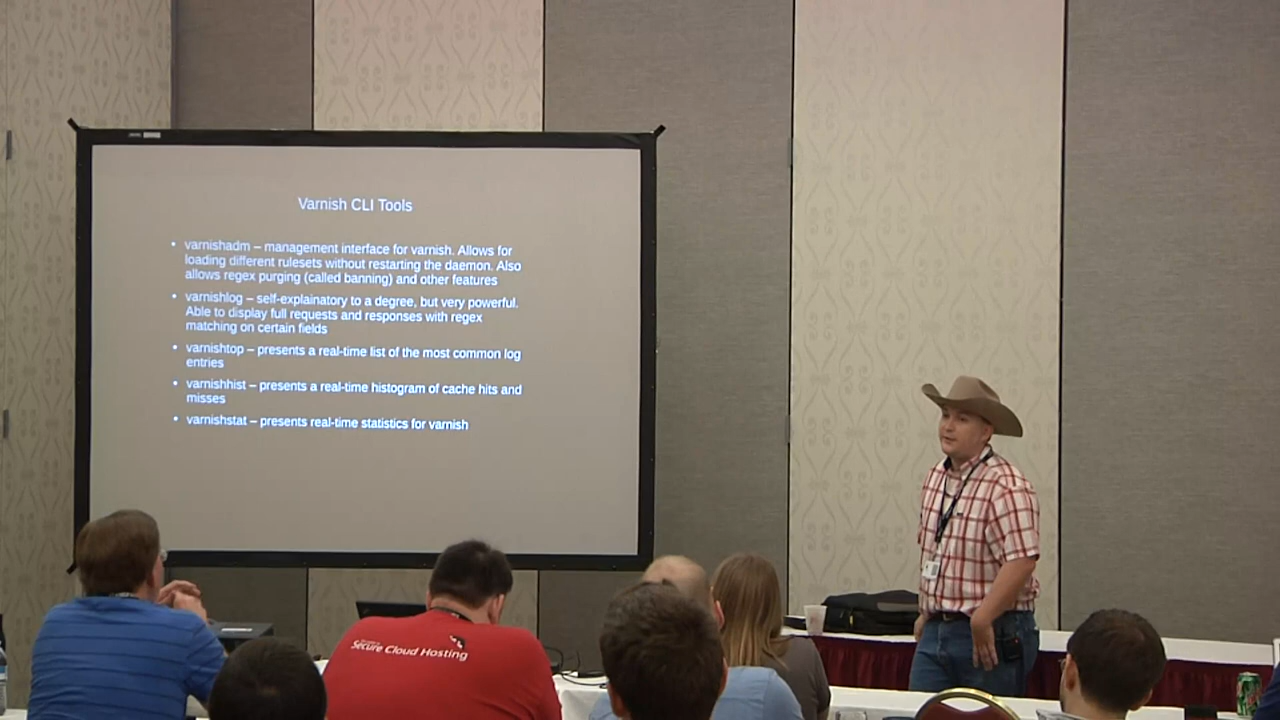 Varnish CLI Tools
• varnishadm – management interface for varnish. Allows for
loading different rulesets without restarting the daemon. Also
allows regex purging (called banning) and other features
• varnishlog – self-explainatory to a degree, but very powerful.
Able to display full requests and responses with regex
matching on certain fields
• varnishtop – presents a real-time list of the most common log
entries
• varnishhist – presents a real-time histogram of cache hits and
misses
• varnishstat – presents real-time statistics for varnish
Secure Cloud Hosting